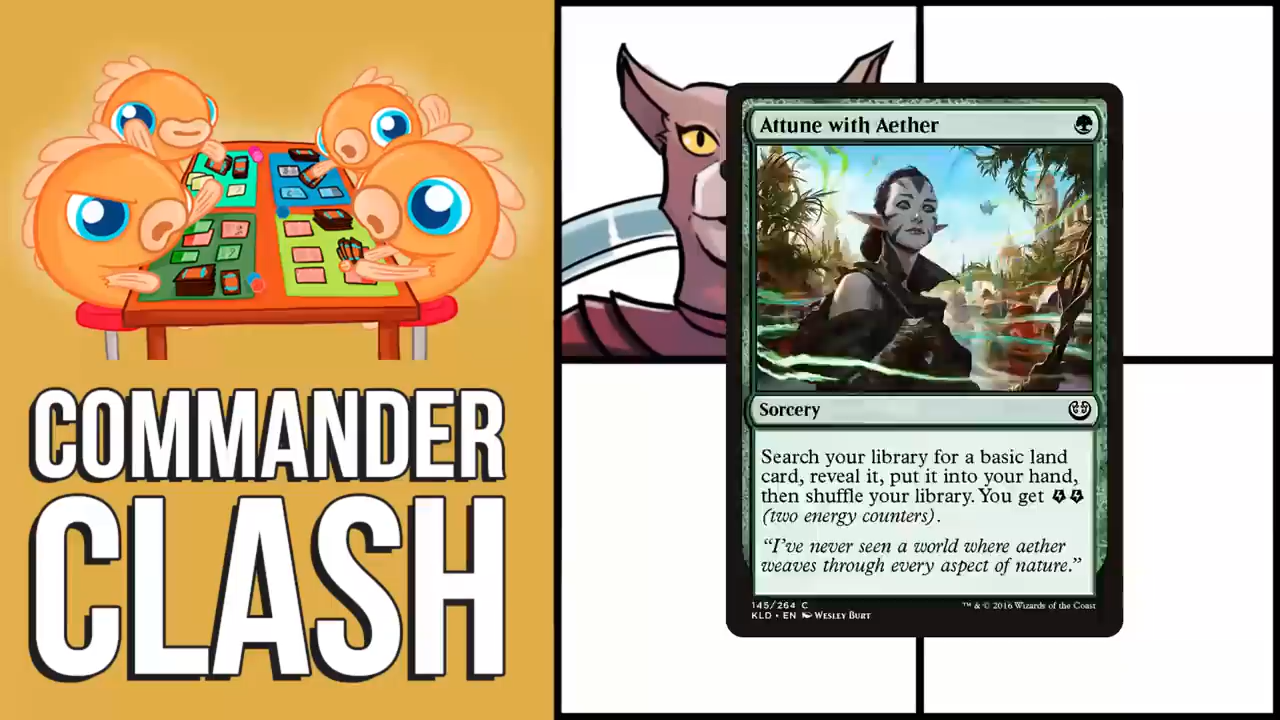 COMMANDER
CLASH
Attune with Aether
Sorcery
Search your library for a basic land
card, reveal it, put it into your hand,
then shuffle your library. You get
(two energy counters).
“I’ve never seen a world where aether
weaves through every aspect of nature.”
145/264 C
KLD • EN WESLEY BURT
™ & © 2016 Wizards of the Coast